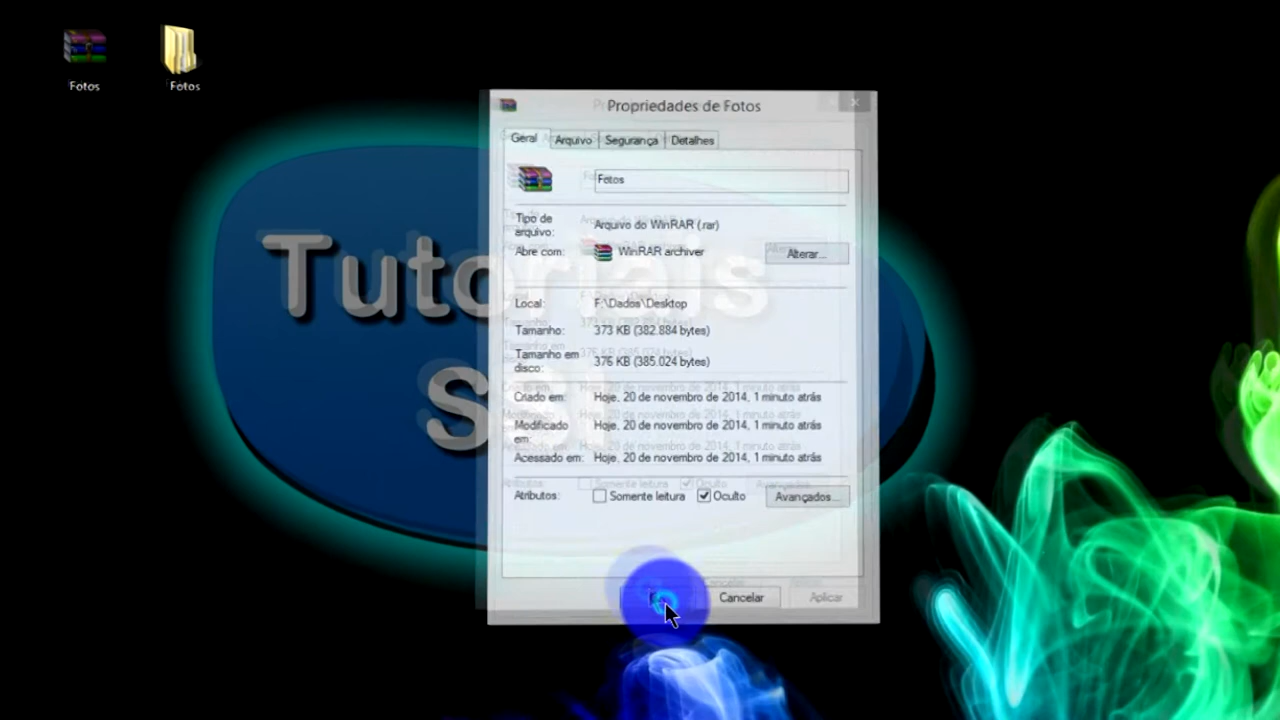 Fotos
Fotos
Propriedades de Fotos
Geral
Arquivo
Segurança
Detalhes
Fotos
Tipo de arquivo:
Arquivo do WinRAR (.rar)
Abre com:
WinRAR archiver
Alterar...
Tutoriais
Local:
F:\Dados\Desktop
Tamanho:
373 KB (382.884 bytes)
Tamanho em disco:
376 KB (385.024 bytes)
Criado em:
Hoje, 20 de novembro de 2014, 1 minuto atrás
Modificado em:
Hoje, 20 de novembro de 2014, 1 minuto atrás
Acessado em:
Hoje, 20 de novembro de 2014, 1 minuto atrás
Atributos:
Somente leitura
Oculto
Avançados...
Cancelar
Aplicar